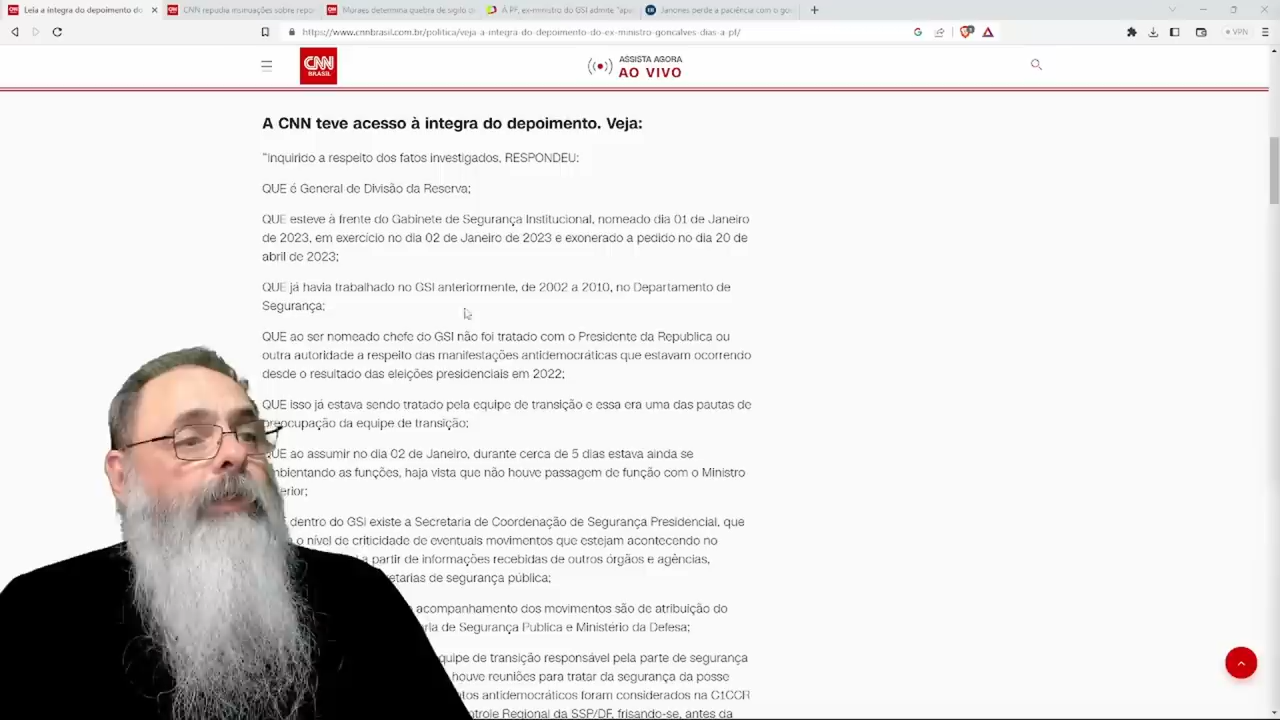 Leia a íntegra do depoimento do
CNN repudia insinuações sobre repor
Moraes determina quebra de sigilo
À PF, ex-ministro do GSI admite "apa
Janones perde a paciência com o go
https://www.cnnbrasil.com.br/politica/veja-a-integra-do-depoimento-do-ex-ministro-goncalves-dias-a-pf/
VPN
CNN
BRASIL
ASSISTA AGORA
AO VIVO
A CNN teve acesso à integra do depoimento. Veja:
"Inquirido a respeito dos fatos investigados, RESPONDEU:
QUE é General de Divisão da Reserva;
QUE esteve à frente do Gabinete de Segurança Institucional, nomeado dia 01 de Janeiro
de 2023, em exercício no dia 02 de Janeiro de 2023 e exonerado a pedido no dia 20 de
abril de 2023;
QUE já havia trabalhado no GSI anteriormente, de 2002 a 2010, no Departamento de
Segurança;
QUE ao ser nomeado chefe do GSI não foi tratado com o Presidente da Republica ou
outra autoridade a respeito das manifestações antidemocráticas que estavam ocorrendo
desde o resultado das eleições presidenciais em 2022;
QUE isso já estava sendo tratado pela equipe de transição e essa era uma das pautas de
preocupação da equipe de transição;
QUE ao assumir no dia 02 de Janeiro, durante cerca de 5 dias estava ainda se
mbientando as funções, haja vista que não houve passagem de função com o Ministro
erior;
dentro do GSI existe a Secretaria de Coordenação de Segurança Presidencial, que
o nível de criticidade de eventuais movimentos que estejam acontecendo no
a partir de informações recebidas de outros órgãos e agências,
etarias de segurança pública;
acompanhamento dos movimentos são de atribuição do
ria de Segurança Publica e Ministério da Defesa;
quipe de transição responsável pela parte de segurança
houve reuniões para tratar da segurança da posse
ntos antidemocráticos foram considerados na C1CCR
ntrole Regional da SSP/DF, frisando-se, antes da